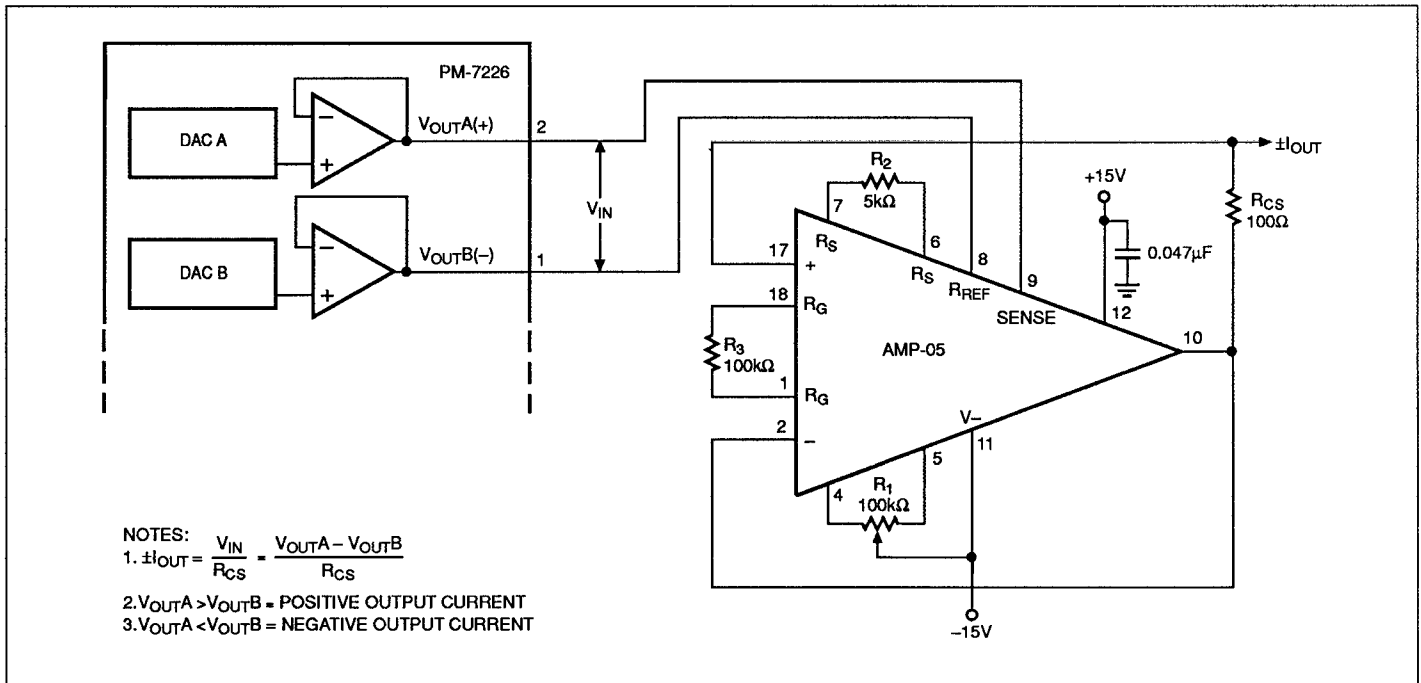 PM-7226
DAC A
−
+
VOUTA(+)
2
VIN
DAC B
−
+
VOUTB(−)
1
±IOUT
R2
5kΩ
+15V
RCS
100Ω
0.047µF
7
6
8
9
12
17
+
RS
RS
RREF
SENSE
18
RG
R3
100kΩ
AMP-05
10
1
RG
2
−
V−
11
4
5
R1
100kΩ
−15V
NOTES:
1. ±IOUT = VIN / RCS = VOUTA − VOUTB / RCS
2.VOUTA >VOUTB = POSITIVE OUTPUT CURRENT
3.VOUTA <VOUTB = NEGATIVE OUTPUT CURRENT